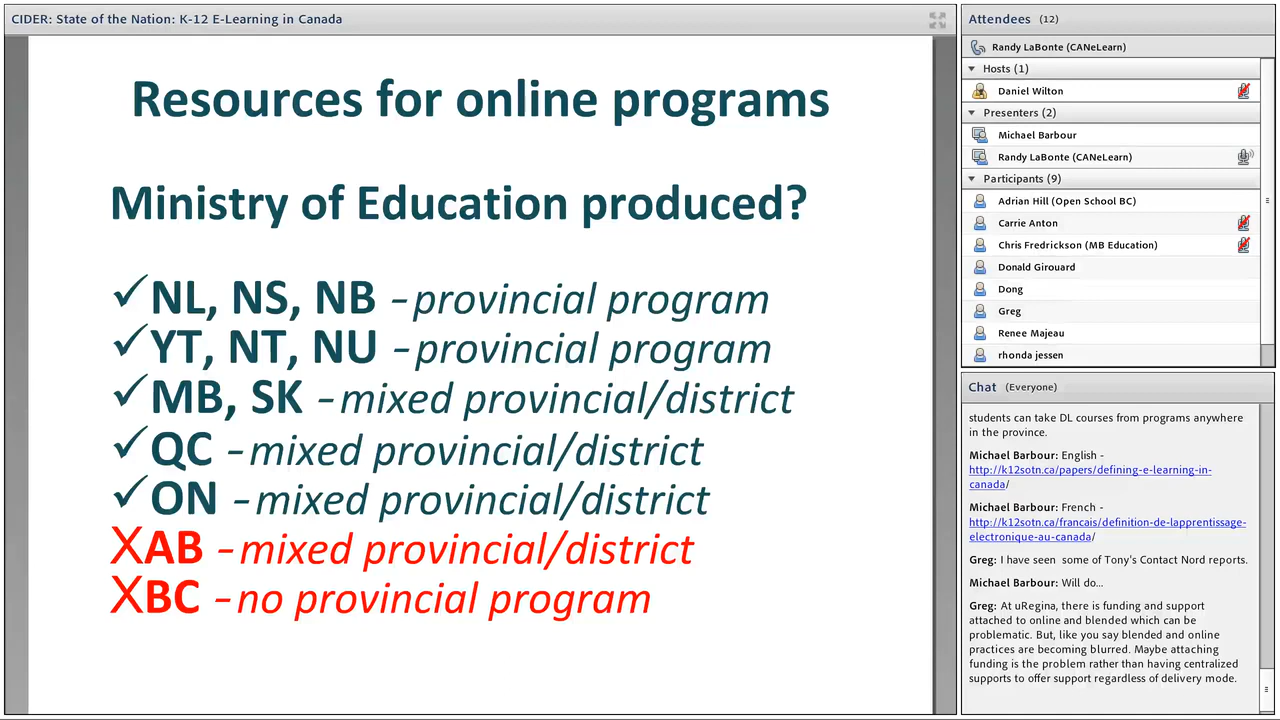 CIDER: State of the Nation: K-12 E-Learning in Canada
Resources for online programs
Ministry of Education produced?
✓NL, NS, NB – provincial program
✓YT, NT, NU – provincial program
✓MB, SK – mixed provincial/district
✓QC – mixed provincial/district
✓ON – mixed provincial/district
XAB – mixed provincial/district
XBC – no provincial program
Attendees (12)
Randy LaBonte (CANeLearn)
Hosts (1)
Daniel Wilton
Presenters (2)
Michael Barbour
Randy LaBonte (CANeLearn)
Participants (9)
Adrian Hill (Open School BC)
Carrie Anton
Chris Fredrickson (MB Education)
Donald Girouard
Dong
Greg
Renee Majeau
rhonda jessen
Chat (Everyone)
students can take DL courses from programs anywhere
in the province.
Michael Barbour: English -
http://k12sotn.ca/papers/defining-e-learning-in-
canada/
Michael Barbour: French -
http://k12sotn.ca/francais/definition-de-lapprentissage-
electronique-au-canada/
Greg: I have seen some of Tony's Contact Nord reports.
Michael Barbour: Will do...
Greg: At uRegina, there is funding and support
attached to online and blended which can be
problematic. But, like you say blended and online
practices are becoming blurred. Maybe attaching
funding is the problem rather than having centralized
supports to offer support regardless of delivery mode.